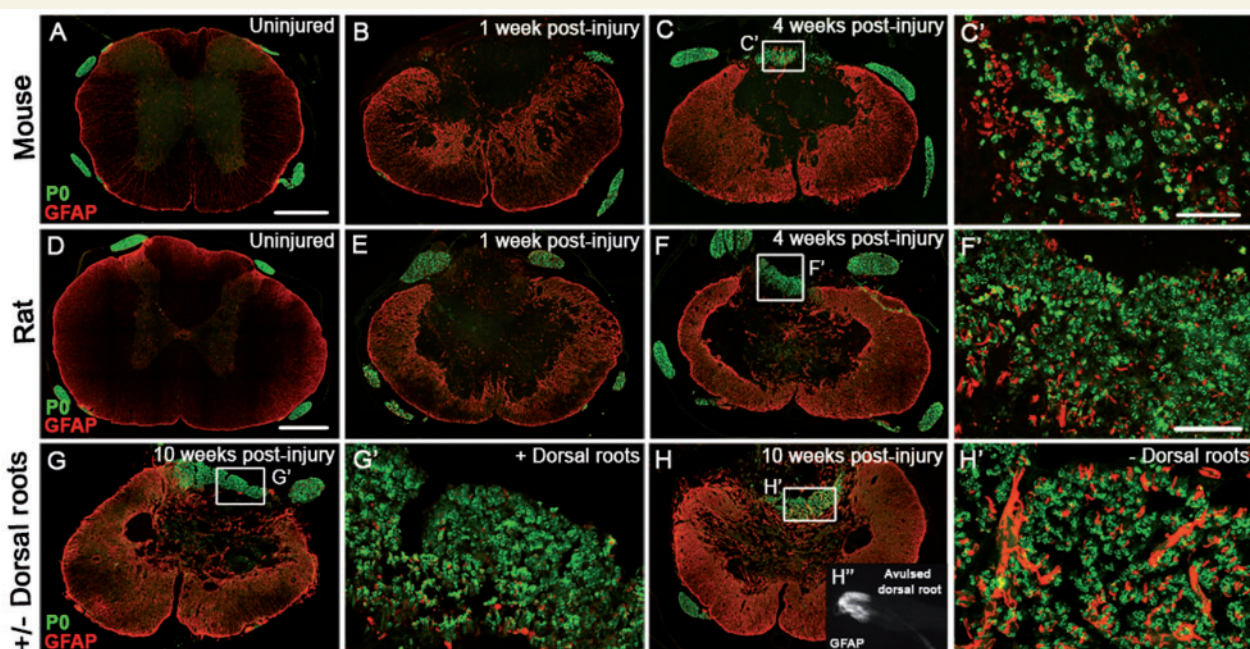 A
Uninjured
B
1 week post-injury
C
4 weeks post-injury
C'
C'
Mouse
P0
GFAP
D
Uninjured
E
1 week post-injury
F
4 weeks post-injury
F'
F'
Rat
P0
GFAP
G
10 weeks post-injury
G'
G'
+ Dorsal roots
H
10 weeks post-injury
H'
H'
- Dorsal roots
+/- Dorsal roots
P0
GFAP
H''
Avulsed
dorsal root
GFAP